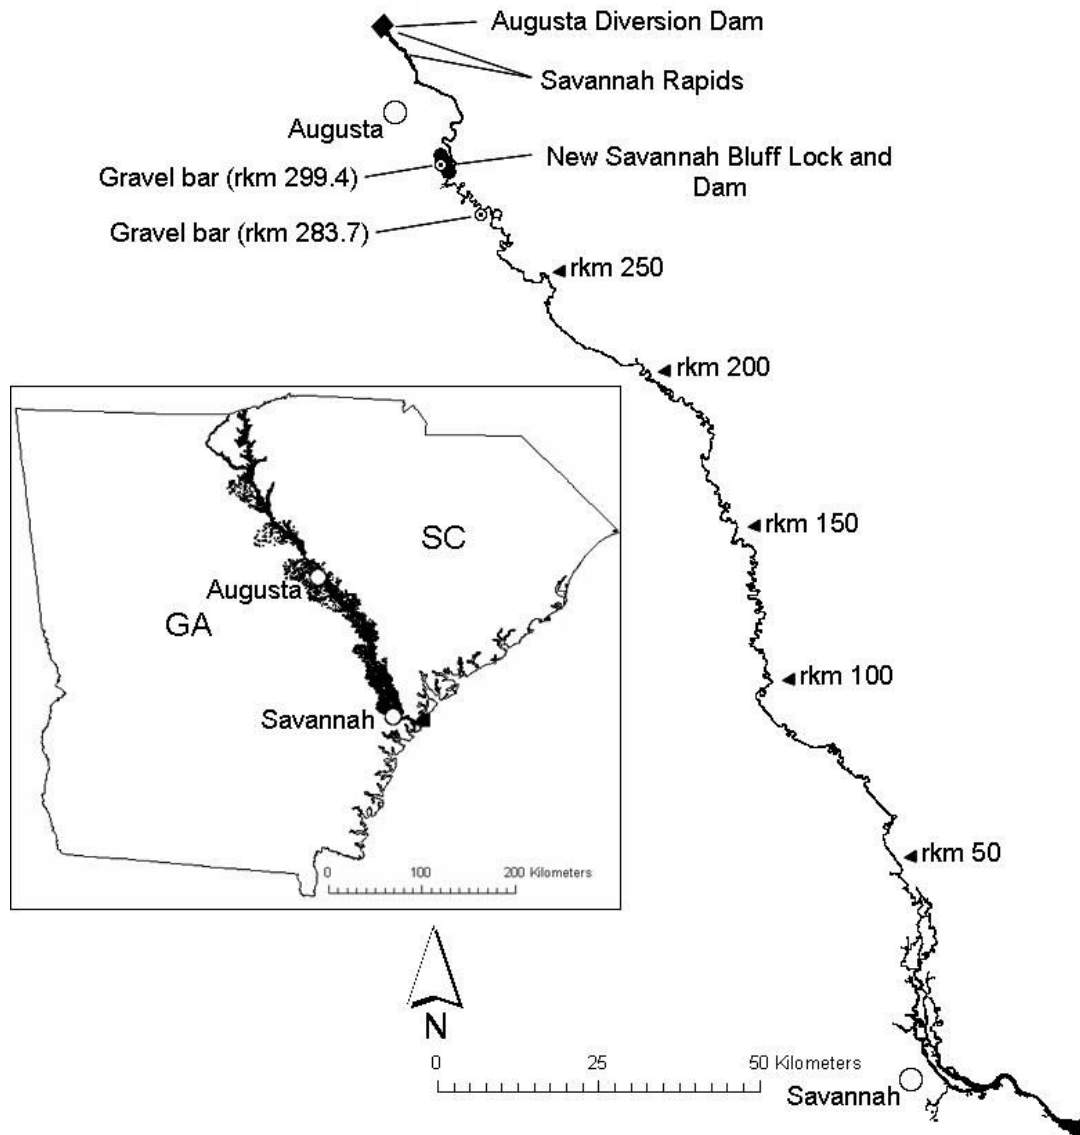 Augusta Diversion Dam
Savannah Rapids
Augusta
New Savannah Bluff Lock and
Dam
Gravel bar (rkm 299.4)
Gravel bar (rkm 283.7)
rkm 250
rkm 200
rkm 150
rkm 100
rkm 50
SC
Augusta
GA
Savannah
0 100 200 Kilometers
N
0 25 50 Kilometers
Savannah